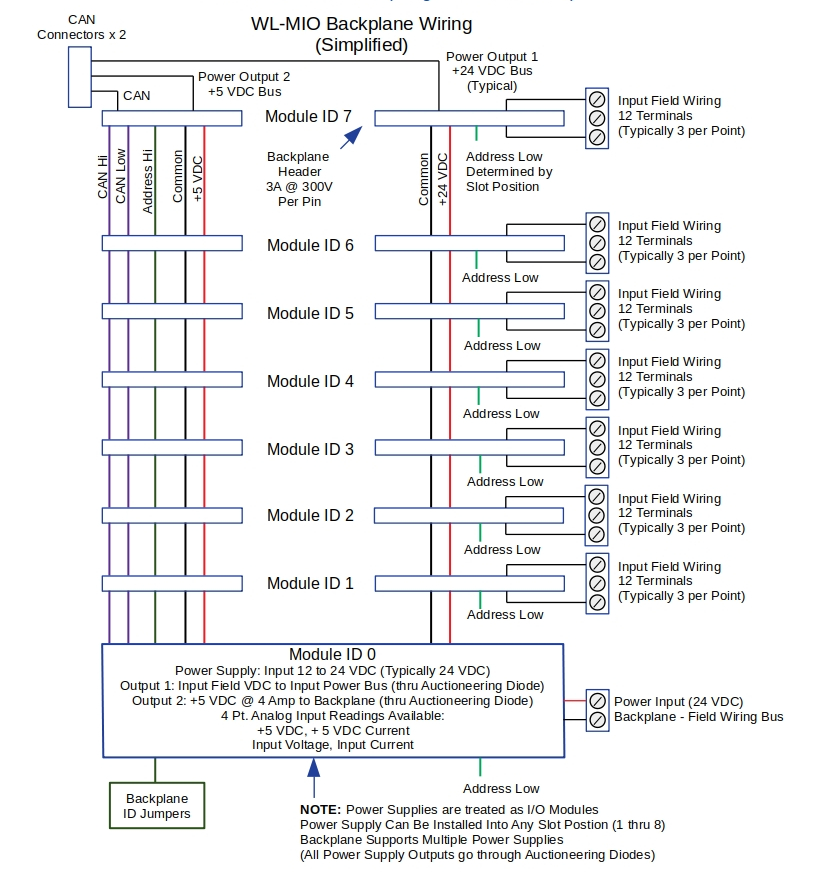 CAN
Connectors x 2
WL-MIO Backplane Wiring
(Simplified)
Power Output 1
+24 VDC Bus
(Typical)
Power Output 2
+5 VDC Bus
CAN
Module ID 7
Input Field Wiring
12 Terminals
(Typically 3 per Point)
CAN Hi
CAN Low
Address Hi
Common
+5 VDC
Backplane
Header
3A @ 300V
Per Pin
Common
+24 VDC
Address Low
Determined by
Slot Position
Module ID 6
Input Field Wiring
12 Terminals
(Typically 3 per Point)
Address Low
Module ID 5
Input Field Wiring
12 Terminals
(Typically 3 per Point)
Address Low
Module ID 4
Input Field Wiring
12 Terminals
(Typically 3 per Point)
Address Low
Module ID 3
Input Field Wiring
12 Terminals
(Typically 3 per Point)
Address Low
Module ID 2
Input Field Wiring
12 Terminals
(Typically 3 per Point)
Address Low
Module ID 1
Input Field Wiring
12 Terminals
(Typically 3 per Point)
Address Low
Module ID 0
Power Supply: Input 12 to 24 VDC (Typically 24 VDC)
Output 1: Input Field VDC to Input Power Bus (thru Auctioneering Diode)
Output 2: +5 VDC @ 4 Amp to Backplane (thru Auctioneering Diode)
4 Pt. Analog Input Readings Available:
+5 VDC, + 5 VDC Current
Input Voltage, Input Current
Power Input (24 VDC)
Backplane - Field Wiring Bus
Backplane
ID Jumpers
Address Low
NOTE: Power Supplies are treated as I/O Modules
Power Supply Can Be Installed Into Any Slot Postion (1 thru 8)
Backplane Supports Multiple Power Supplies
(All Power Supply Outputs go through Auctioneering Diodes)